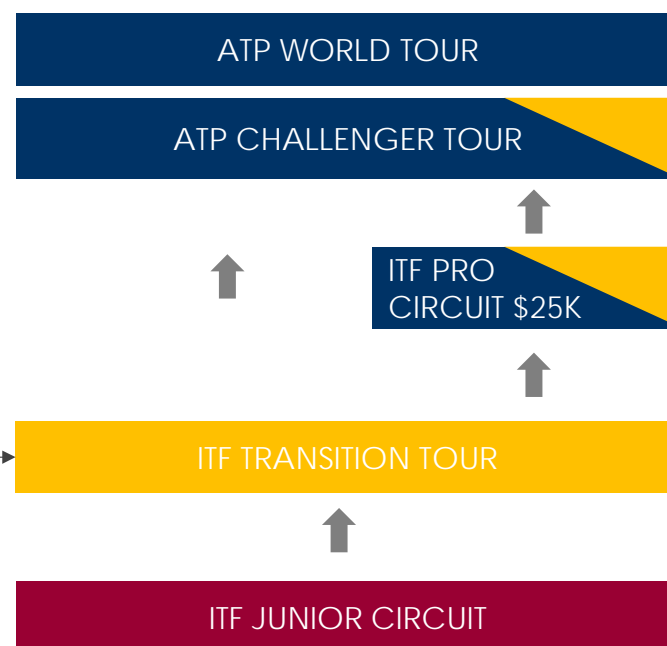 ATP WORLD TOUR
ATP CHALLENGER TOUR
ITF PRO
CIRCUIT $25K
ITF TRANSITION TOUR
ITF JUNIOR CIRCUIT